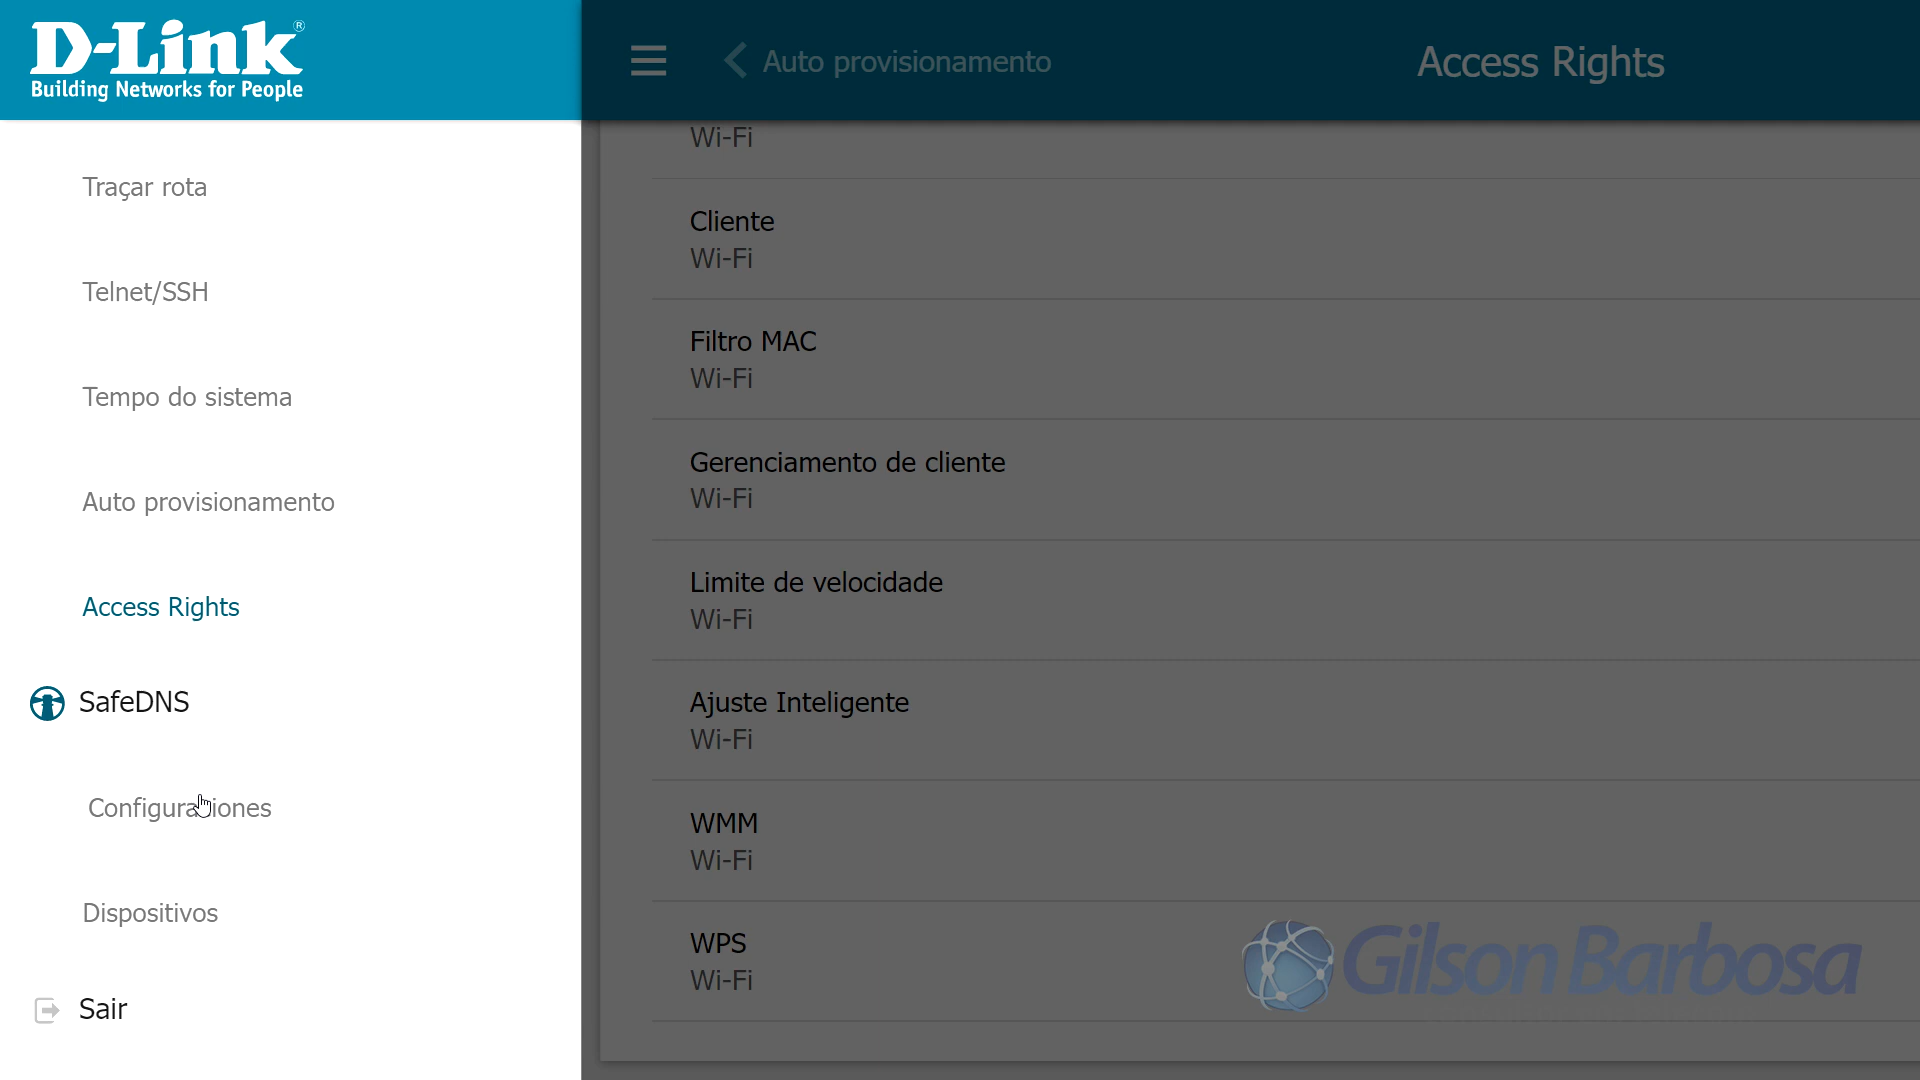 D-Link®
Building Networks for People
Auto provisionamento
Access Rights
Traçar rota
Telnet/SSH
Tempo do sistema
Auto provisionamento
Access Rights
SafeDNS
Configuraciones
Dispositivos
Sair
Wi-Fi
Cliente
Wi-Fi
Filtro MAC
Wi-Fi
Gerenciamento de cliente
Wi-Fi
Limite de velocidade
Wi-Fi
Ajuste Inteligente
Wi-Fi
WMM
Wi-Fi
WPS
Wi-Fi
Gilson Barbosa